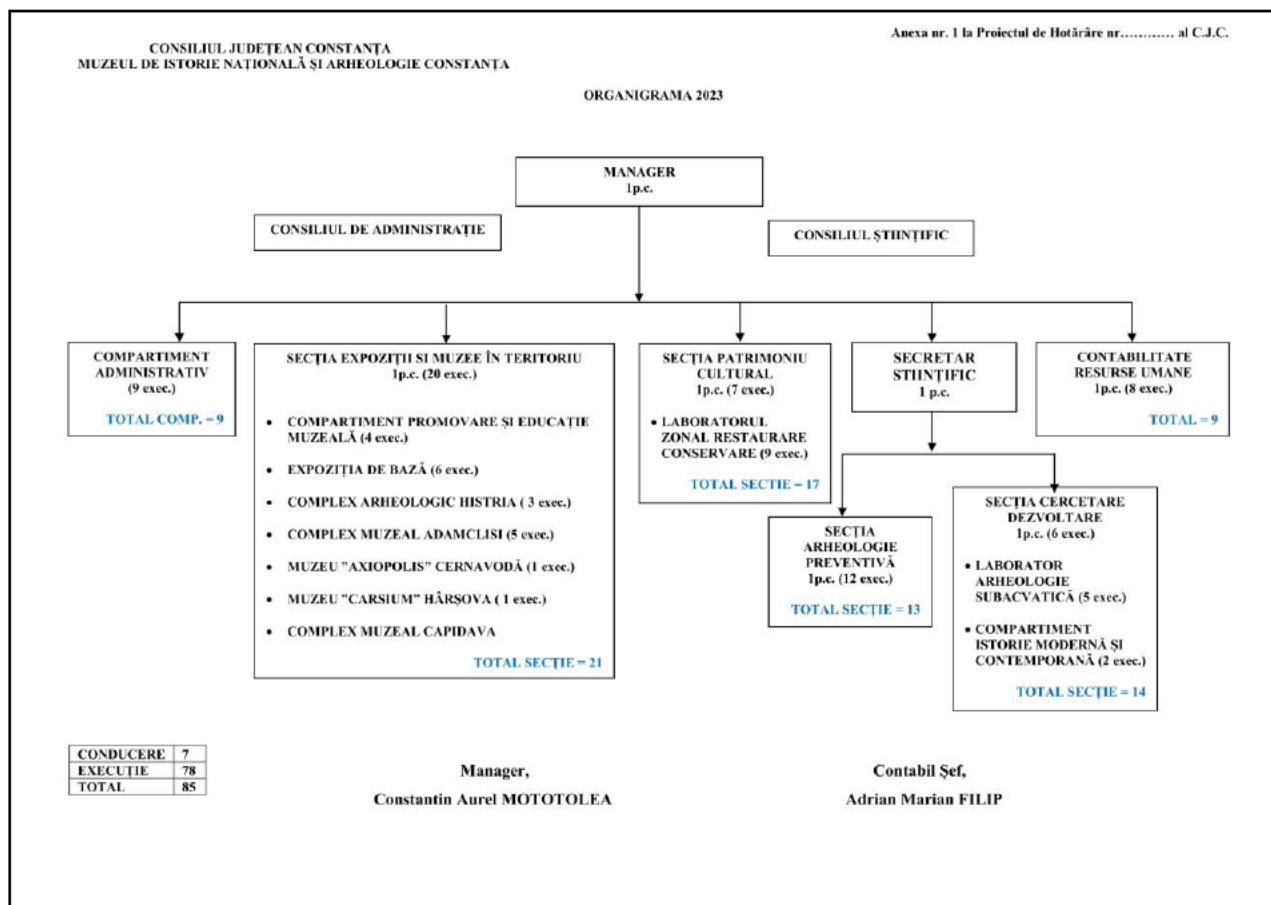 Anexa nr. 1 la Proiectul de Hotărâre nr............ al C.J.C.
CONSILIUL JUDEȚEAN CONSTANȚA
MUZEUL DE ISTORIE NAȚIONALĂ ȘI ARHEOLOGIE CONSTANȚA
ORGANIGRAMA 2023
MANAGER
1p.c.
CONSILIUL DE ADMINISTRAȚIE
CONSILIUL ȘTIINȚIFIC
COMPARTIMENT
ADMINISTRATIV
(9 exec.)
TOTAL COMP. = 9
SECȚIA EXPOZIȚII SI MUZEE ÎN TERITORIU
1p.c. (20 exec.)
• COMPARTIMENT PROMOVARE ȘI EDUCAȚIE
MUZEALĂ (4 exec.)
• EXPOZIȚIA DE BAZĂ (6 exec.)
• COMPLEX ARHEOLOGIC HISTRIA ( 3 exec.)
• COMPLEX MUZEAL ADAMCLISI (5 exec.)
• MUZEU "AXIOPOLIS" CERNAVODĂ (1 exec.)
• MUZEU "CARSIUM" HÂRȘOVA ( 1 exec.)
• COMPLEX MUZEAL CAPIDAVA
TOTAL SECȚIE = 21
SECȚIA PATRIMONIU
CULTURAL
1p.c. (7 exec.)
• LABORATORUL
ZONAL RESTAURARE
CONSERVARE (9 exec.)
TOTAL SECTIE = 17
SECRETAR
STIINȚIFIC
1 p.c.
CONTABILITATE
RESURSE UMANE
1p.c. (8 exec.)
TOTAL = 9
SECȚIA
ARHEOLOGIE
PREVENTIVĂ
1p.c. (12 exec.)
TOTAL SECȚIE = 13
SECȚIA CERCETARE
DEZVOLTARE
1p.c. (6 exec.)
• LABORATOR
ARHEOLOGIE
SUBACVATICĂ (5 exec.)
• COMPARTIMENT
ISTORIE MODERNĂ ȘI
CONTEMPORANĂ (2 exec.)
TOTAL SECȚIE = 14
CONDUCERE 7
EXECUȚIE 78
TOTAL 85
Manager,
Constantin Aurel MOTOTOLEA
Contabil Șef,
Adrian Marian FILIP